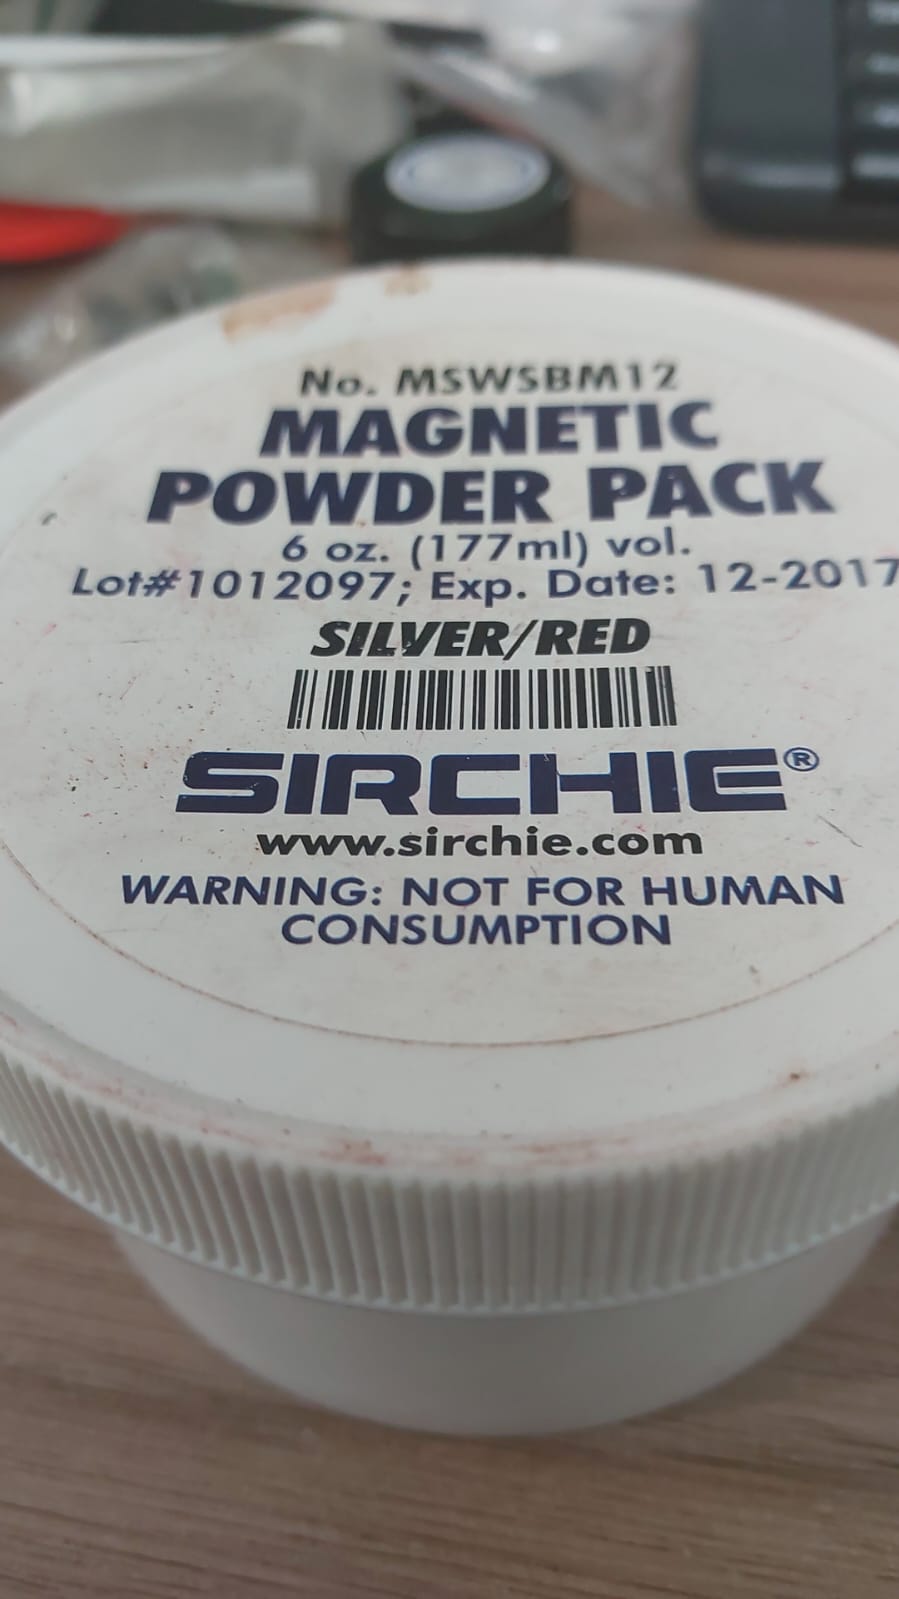 No. MSWSBM12
MAGNETIC
POWDER PACK
6 oz. (177ml) vol.
Lot#1012097; Exp. Date: 12-2017
SILVER/RED
SIRCHIE®
www.sirchie.com
WARNING: NOT FOR HUMAN
CONSUMPTION